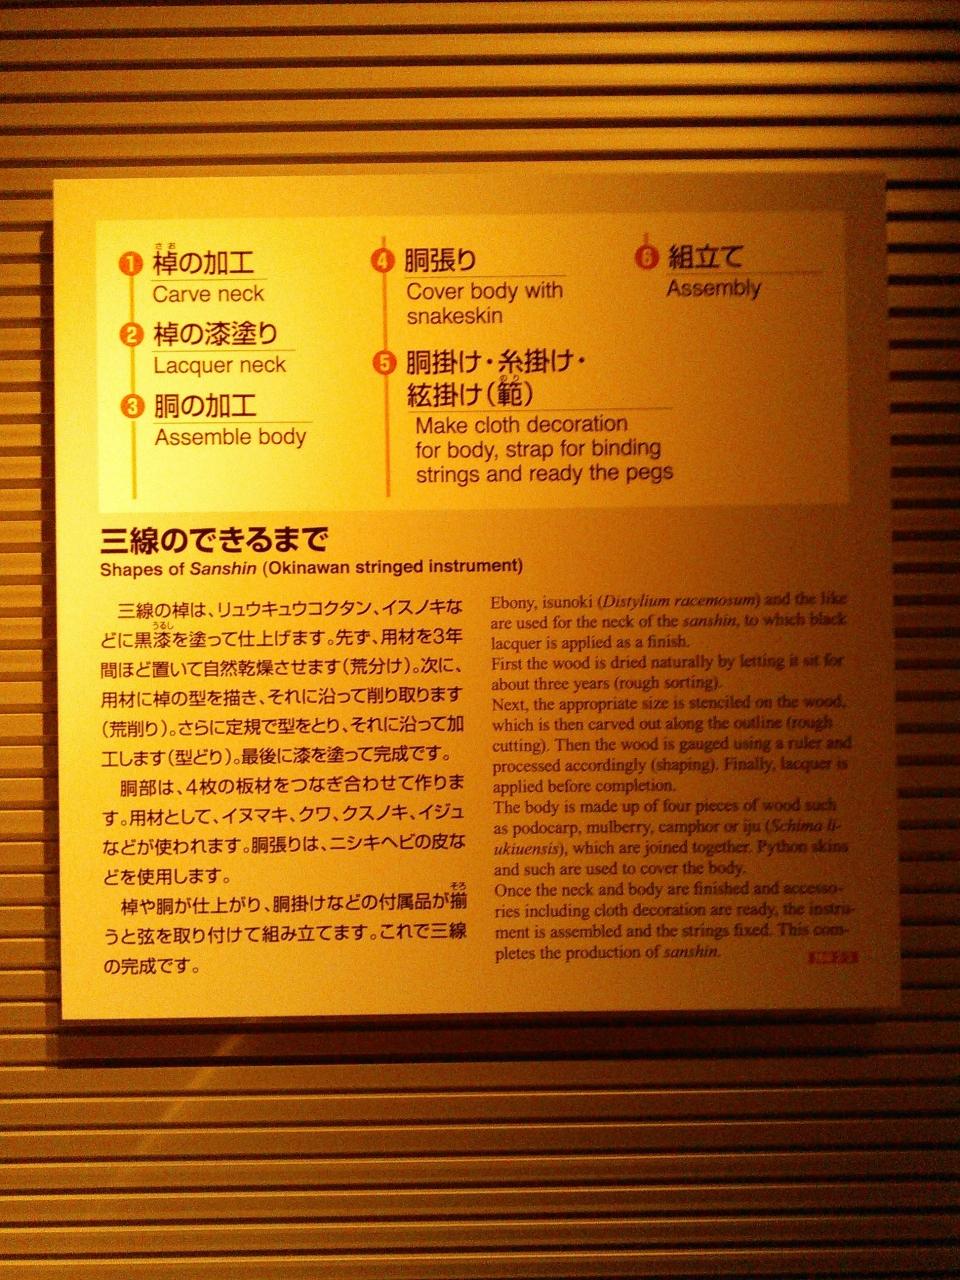 ① 棹の加工
さお
Carve neck
② 棹の漆塗り
Lacquer neck
③ 胴の加工
Assemble body
④ 胴張り
Cover body with
snakeskin
⑤ 胴掛け・糸掛け・
絃掛け(範)
のり
Make cloth decoration
for body, strap for binding
strings and ready the pegs
⑥ 組立て
Assembly
三線のできるまで
Shapes of Sanshin (Okinawan stringed instrument)
三線の棹は、リュウキュウコクタン、イスノキな
どに黒漆を塗って仕上げます。先ず、用材を3年
うるし
間ほど置いて自然乾燥させます(荒分け)。次に、
用材に棹の型を描き、それに沿って削り取ります
(荒削り)。さらに定規で型をとり、それに沿って加
工します(型どり)。最後に漆を塗って完成です。
胴部は、4枚の板材をつなぎ合わせて作りま
す。用材として、イヌマキ、クワ、クスノキ、イジュ
などが使われます。胴張りは、ニシキヘビの皮な
どを使用します。
棹や胴が仕上がり、胴掛けなどの付属品が揃
そろ
うと弦を取り付けて組み立てます。これで三線
の完成です。
Ebony, isunoki (Distylium racemosum) and the like
are used for the neck of the sanshin, to which black
lacquer is applied as a finish.
First the wood is dried naturally by letting it sit for
about three years (rough sorting).
Next, the appropriate size is stenciled on the wood,
which is then carved out along the outline (rough
cutting). Then the wood is gauged using a ruler and
processed accordingly (shaping). Finally, lacquer is
applied before completion.
The body is made up of four pieces of wood such
as podocarp, mulberry, camphor or iju (Schima li-
ukiuensis), which are joined together. Python skins
and such are used to cover the body.
Once the neck and body are finished and accesso-
ries including cloth decoration are ready, the instru-
ment is assembled and the strings fixed. This com-
pletes the production of sanshin.